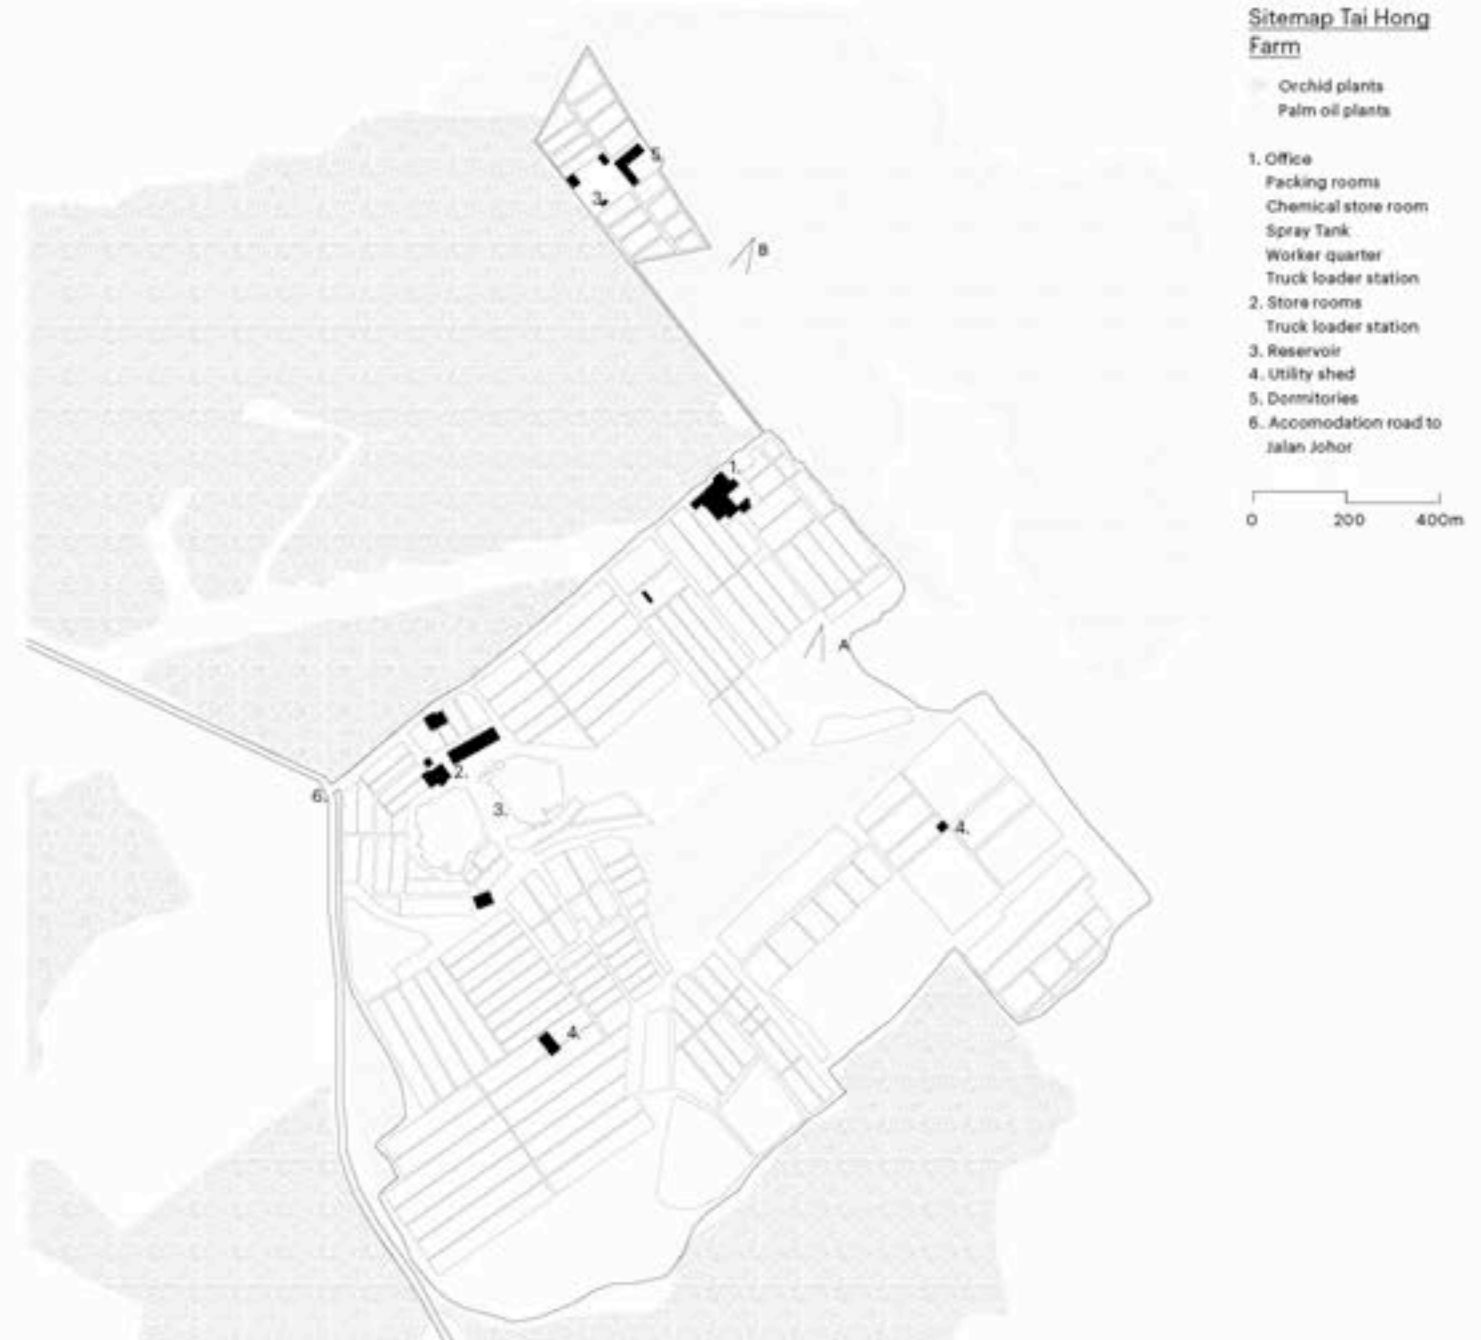 Sitemap Tai Hong
Farm
Orchid plants
Palm oil plants
1. Office
Packing rooms
Chemical store room
Spray Tank
Worker quarter
Truck loader station
2. Store rooms
Truck loader station
3. Reservoir
4. Utility shed
5. Dormitories
6. Accomodation road to
Jalan Johor
0 200 400m
5.
3.
B
1.
A
2.
6.
3.
4.
4.